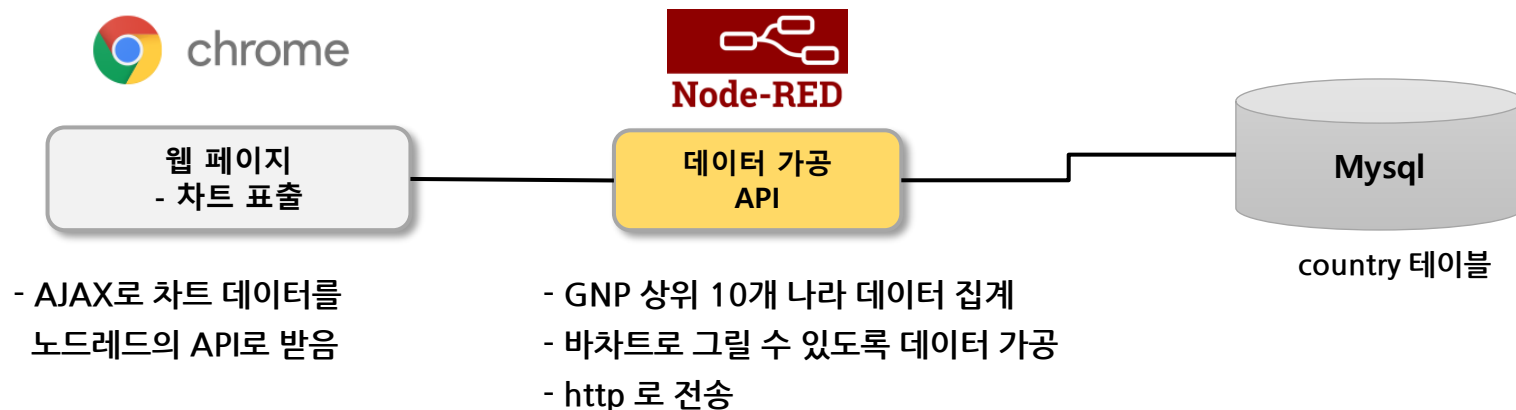 chrome
Node-RED
웹 페이지
- 차트 표출
데이터 가공
API
Mysql
country 테이블
- AJAX로 차트 데이터를
노드레드의 API로 받음
- GNP 상위 10개 나라 데이터 집계
- 바차트로 그릴 수 있도록 데이터 가공
- http 로 전송